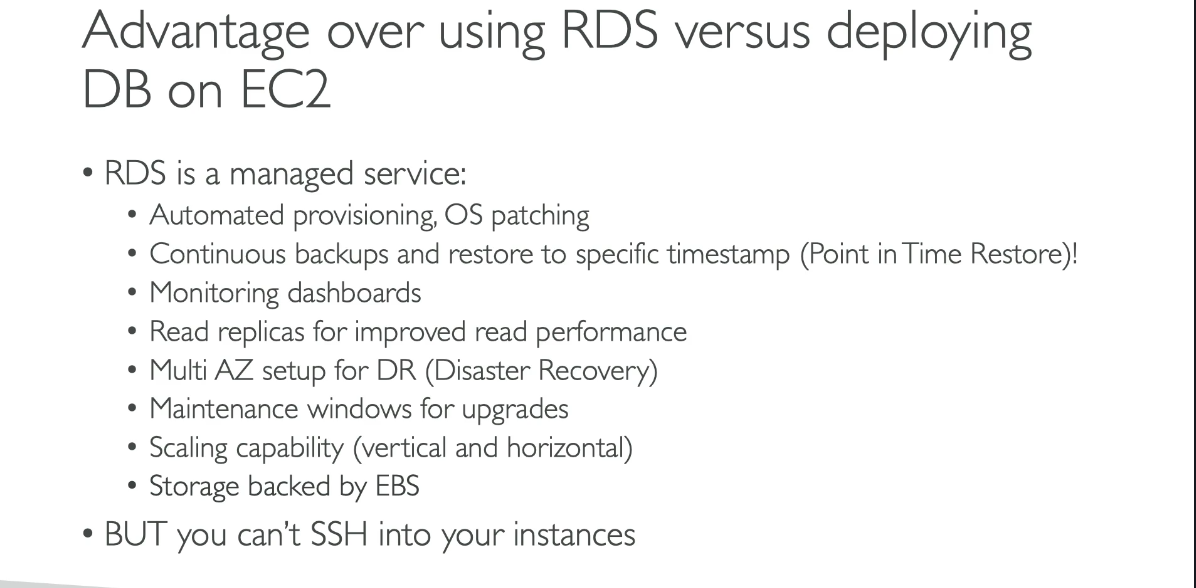 Advantage over using RDS versus deploying
DB on EC2
• RDS is a managed service:
• Automated provisioning, OS patching
• Continuous backups and restore to specific timestamp (Point in Time Restore)!
• Monitoring dashboards
• Read replicas for improved read performance
• Multi AZ setup for DR (Disaster Recovery)
• Maintenance windows for upgrades
• Scaling capability (vertical and horizontal)
• Storage backed by EBS
• BUT you can't SSH into your instances